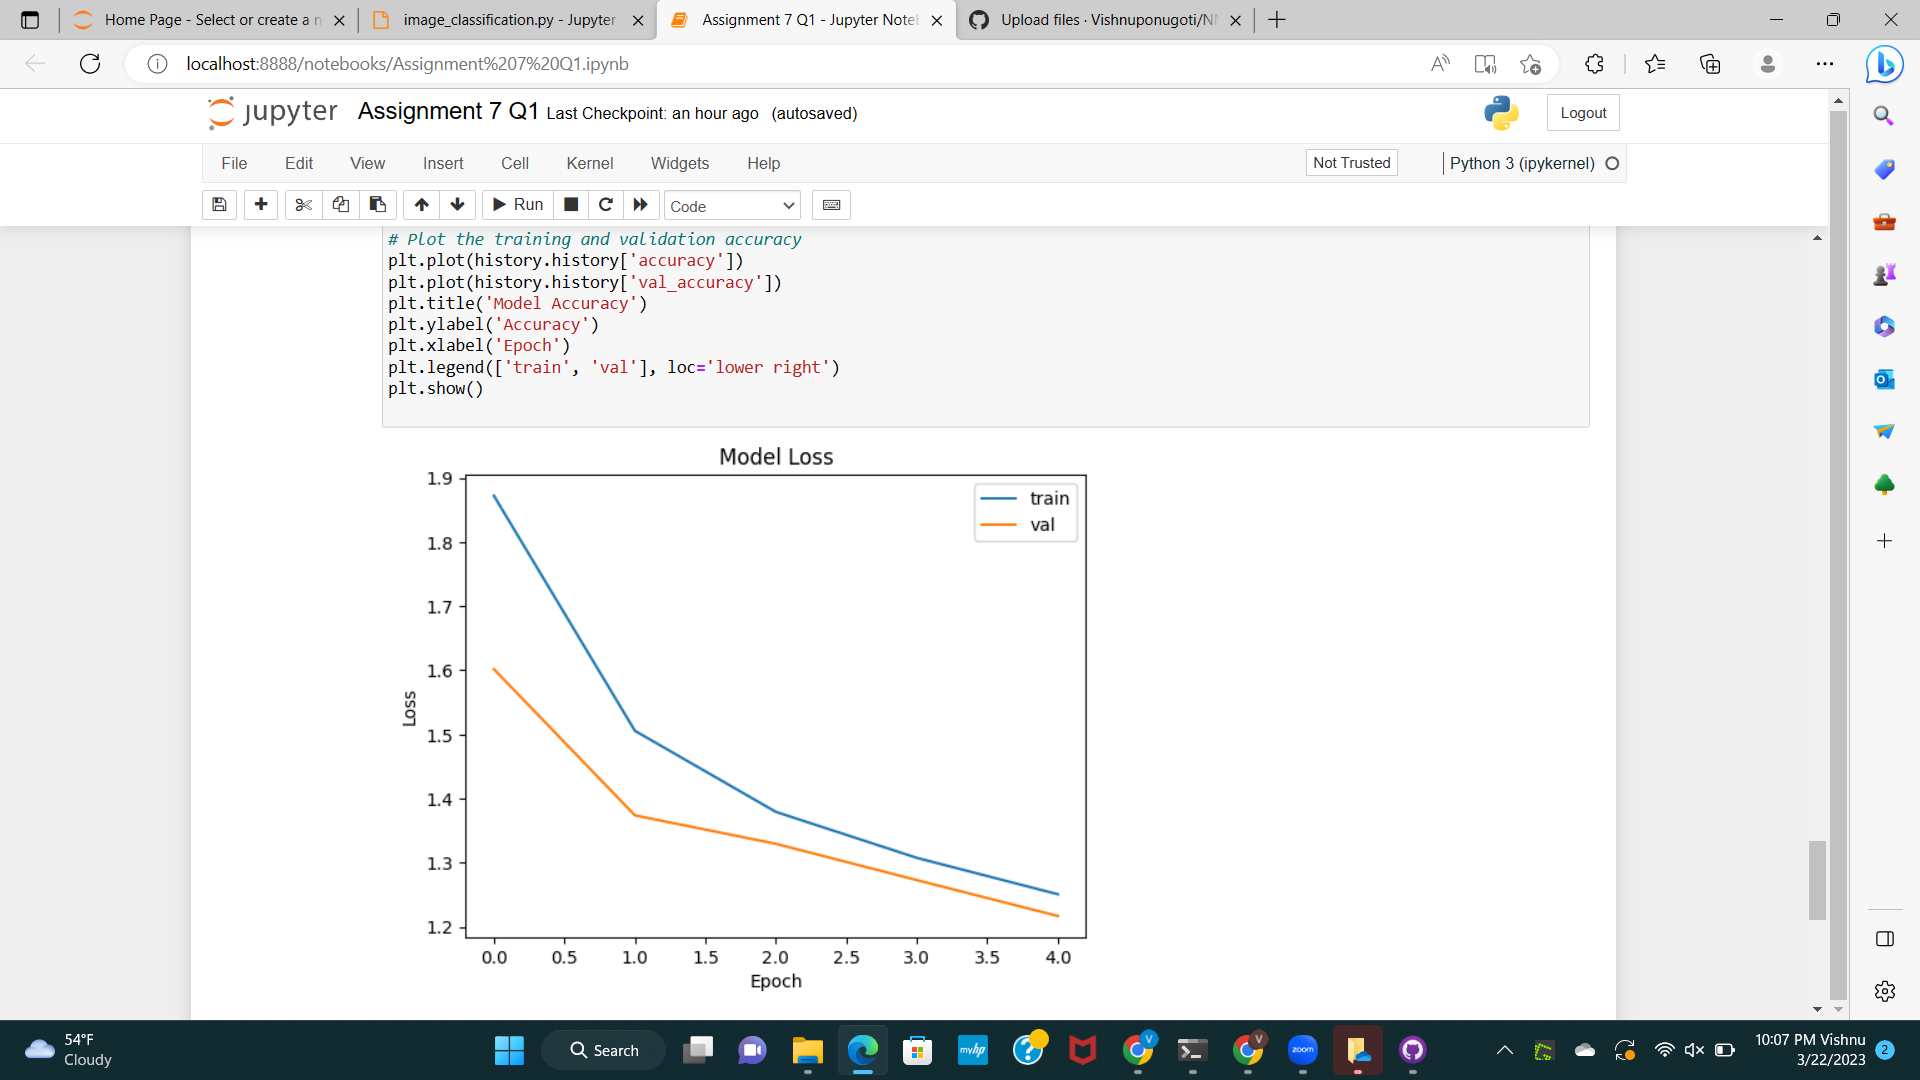 Home Page - Select or create a n
image_classification.py - Jupyter
Assignment 7 Q1 - Jupyter Noteb
Upload files · Vishnuponugoti/NN
localhost:8888/notebooks/Assignment%207%20Q1.ipynb
jupyter Assignment 7 Q1 Last Checkpoint: an hour ago (autosaved)
Logout
File Edit View Insert Cell Kernel Widgets Help
Not Trusted
Python 3 (ipykernel)
Run
Code
# Plot the training and validation accuracy
plt.plot(history.history['accuracy'])
plt.plot(history.history['val_accuracy'])
plt.title('Model Accuracy')
plt.ylabel('Accuracy')
plt.xlabel('Epoch')
plt.legend(['train', 'val'], loc='lower right')
plt.show()
Model Loss
train
val
1.9
1.8
1.7
1.6
1.5
1.4
1.3
1.2
Loss
0.0 0.5 1.0 1.5 2.0 2.5 3.0 3.5 4.0
Epoch
54°F
Cloudy
Search
myhp
zoom
V
V
10:07 PM Vishnu
3/22/2023
2